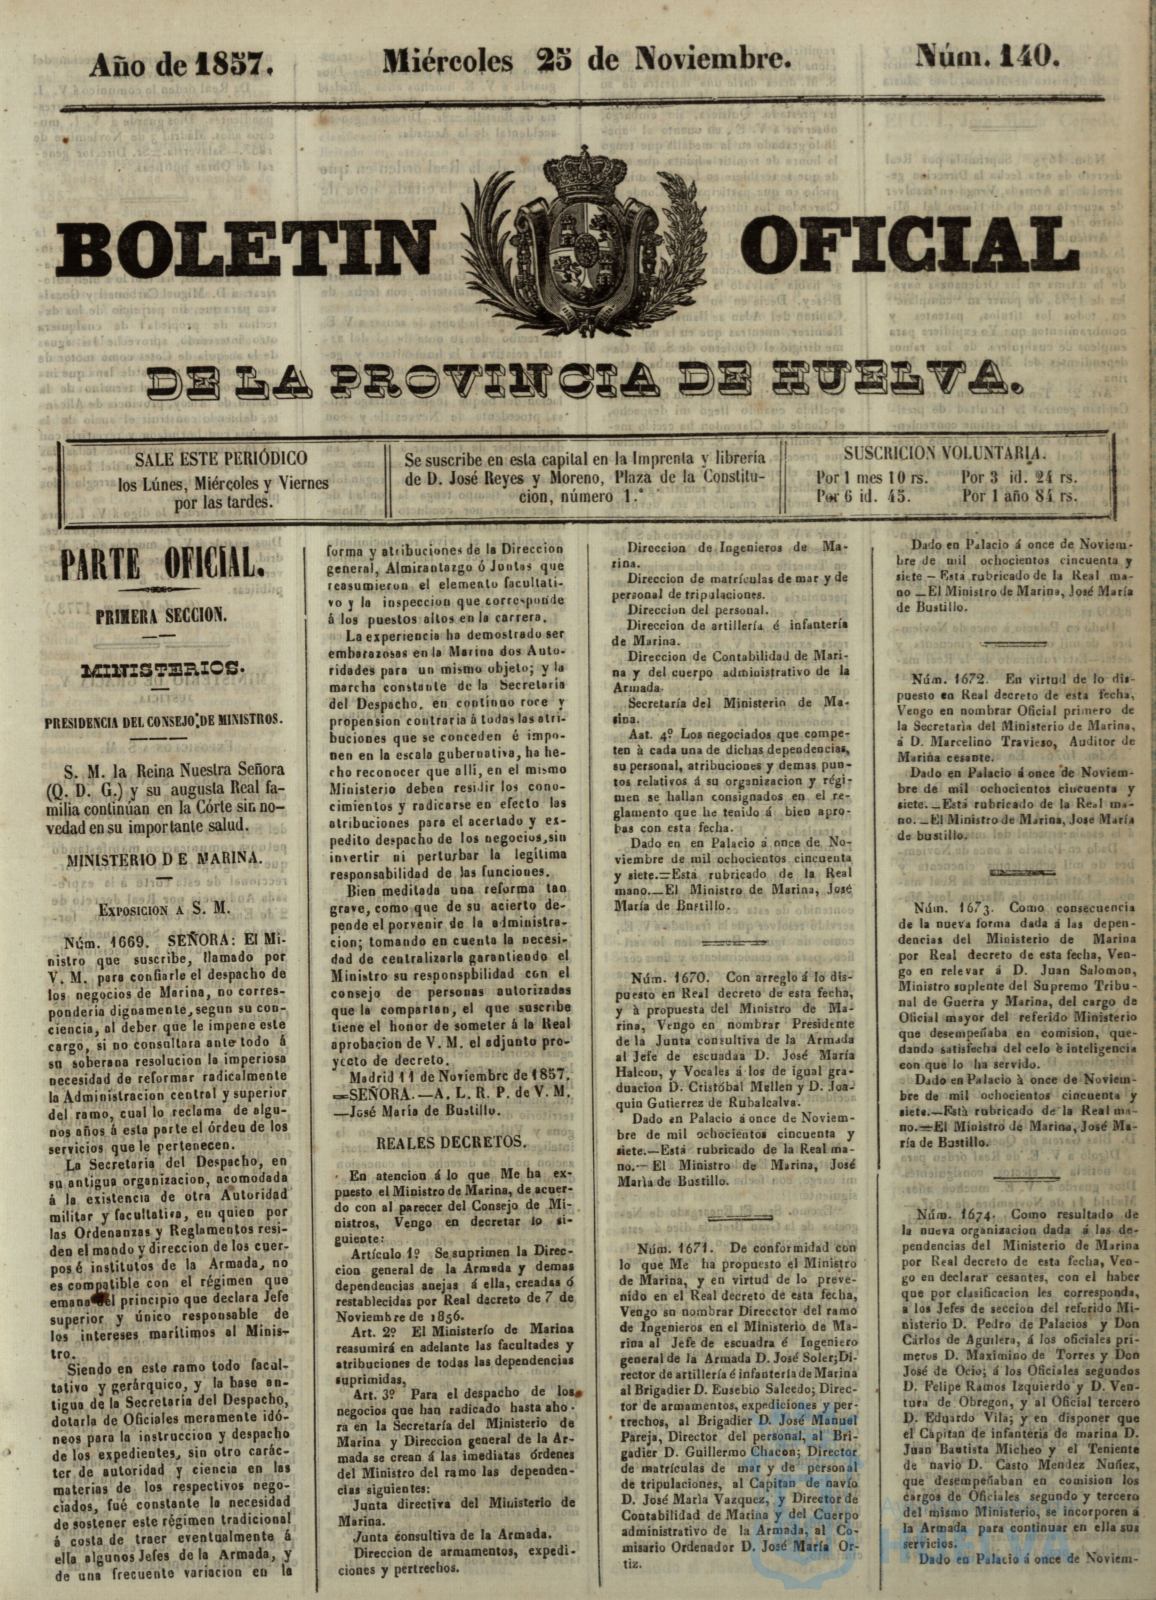 Año de 1857.
Miércoles 25 de Noviembre.
Núm. 140.
BOLETIN OFICIAL
DE LA PROVINCIA DE HUELVA.
SALE ESTE PERIÓDICO
los Lúnes, Miércoles y Viernes
por las tardes.
Se suscribe en esta capital en la Imprenta y librería
de D. José Reyes y Moreno, Plaza de la Constitu-
cion, número 1.°
SUSCRICION VOLUNTARIA.
Por 1 mes 10 rs. Por 3 id. 24 rs.
Por 6 id. 45. Por 1 año 84 rs.
PARTE OFICIAL.
PRIMERA SECCION.
MINISTERIOS.
PRESIDENCIA DEL CONSEJO DE MINISTROS.
S. M. la Reina Nuestra Señora
(Q. D. G.) y su augusta Real fa-
milia continúan en la Córte sin no-
vedad en su importante salud.
MINISTERIO DE MARINA.
EXPOSICION A S. M.
Núm. 1669. SEÑORA: El Mi-
nistro que suscribe, llamado por
V. M. para confiarle el despacho de
los negocios de Marina, no corres-
ponderia dignamente, segun su con-
ciencia, al deber que le impene este
cargo, si no consultara ante todo á
su soberana resolucion la imperiosa
necesidad de reformar radicalmente
la Administracion central y superior
del ramo, cual lo reclama de algu-
nos años á esta parte el órdeu de los
servicios que le pertenecen.
La Secretaria del Despacho, en
su antigua organizacion, acomodada
á la existencia de otra Autoridad
militar y facultativa, en quien por
las Ordenanzas y Reglamentos resi-
den el mando y direccion de los cuer-
pos é institutos de la Armada, no
es compatible con el régimen que
emana del principio que declara Jefe
superior y único responsable de
los intereses marítimos al Minis-
tro.
Siendo en este ramo todo facul-
tativo y gerárquico, y la base an-
tigua de la Secretaría del Despacho,
dotarla de Oficiales meramente idó-
neos para la instruccion y despacho
de los expedientes, sin otro carác-
ter de autoridad y ciencia en las
materias de los respectivos nego-
ciados, fué constante la necesidad
de sostener este régimen tradicional
á costa de traer eventualmente á
ella algunos Jefes de la Armada, y
de una frecuente variacion en la
forma y atribuciones de la Direccion
general, Almirantazgo ó Juntas que
reasumieron el elemento facultati-
vo y la inspeccion que corresponde
á los puestos altos en la carrera.
La experiencia ha demostrado ser
embarazosas en la Marina dos Auto-
ridades para un mismo objeto; y la
marcha constante de la Secretaria
del Despacho, en contínuo roce y
propension contraria á todas las atri-
buciones que se conceden é impo-
nen en la escala gubernativa, ha he-
cho reconocer que allí, en el mismo
Ministerio deben residir los cono-
cimientos y radicarse en efecto las
atribuciones para el acertado y ex-
pedito despacho de los negocios, sin
invertir ni perturbar la legítima
responsabilidad de las funciones.
Bien meditada una reforma tan
grave, como que de su acierto de-
pende el porvenir de la administra-
cion; tomando en cuenta la necesi-
dad de centralizarla garantiendo el
Ministro su responspbilidad con el
consejo de personas autorizadas
que la compartan, el que suscribe
tiene el honor de someter á la Real
aprobacion de V. M. el adjunto pro-
yecto de decreto.
Madrid 11 de Noviembre de 1857.
=SEÑORA.—A. L. R. P. de V. M.
—José María de Bustillo.
REALES DECRETOS.
En atencion á lo que Me ha ex-
puesto el Ministro de Marina, de acuer-
do con al parecer del Consejo de Mi-
nistros, Vengo en decretar lo si-
guiente:
Artículo 1º Se suprimen la Direc-
cion general de la Armada y demas
dependencias anejas á ella, creadas ó
restablecidas por Real decreto de 7 de
Noviembre de 1856.
Art. 2º El Ministerio de Marina
reasumirá en adelante las facultades y
atribuciones de todas las dependencias
suprimidas.
Art. 3º Para el despacho de los
negocios que han radicado hasta aho-
ra en la Secretaría del Ministerio de
Marina y Direccion general de la Ar-
mada se crean á las imediatas órdenes
del Ministro del ramo las dependen-
clas siguientes:
Junta directiva del Ministerio de
Marina.
Junta consultiva de la Armada.
Direccion de armamentos, expedi-
ciones y pertrechos.
Direccion de Ingenieros de Ma-
rina.
Direccion de matrículas de mar y de
personal de tripulaciones.
Direccion del personal.
Direccion de artillería é infantería
de Marina.
Direccion de Contabilidad de Mari-
na y del cuerpo administrativo de la
Armada.
Secretaría del Ministerio de Ma-
sina.
Aat. 4º Los negociados que compe-
ten à cada una de dichas dependencias,
su personal, atribuciones y demas pun-
tos relativos á su organizacion y régi-
men se hallan consignados en el re-
glamento que he tenido á bien apro-
bas con esta fecha.
Dado en en Palacio á once de No-
viembre de mil ochocientos cincuenta
y siete.=Está rubricado de la Real
mano.—El Ministro de Marina, José
María de Bnstillo.
Núm. 1670. Con arreglo á lo dis-
puesto en Real decreto de esta fecha,
y à propuesta del Ministro de Ma-
rina, Vengo en nombrar Presidente
de la Junta consultiva de la Armada
al Jefe de escuadaa D. José María
Halcou, y Vocales á los de igual gra-
duacion D. Cristóbal Mellen y D. Joa-
quin Gutierrez de Rubalcalva.
Dado en Palacio á once de Noviem-
bre de mil ochocientos cincuenta y
siete.—Está rubricado de la Real ma-
no.— El Ministro de Marina, José
María de Bustillo.
Núm. 1671. De conformidad con
lo que Me ha propuesto el Ministro
de Marina, y en virtud de lo preve-
nido en el Real decreto de esta fecha,
Vengo su nombrar Direector del ramo
de Ingenieros en el Ministerio de Ma-
rina al Jefe de escuadra é Ingeniero
general de la Armada D. José Soler; Di-
rector de artillería é infantería de Marina
al Brigadier D. Eusebio Salcedo; Direc-
tor de armamentos, expediciones y per-
trechos, al Brigadier D. José Manuel
Pareja, Director del personal, al Bri-
gadier D. Guillermo Chacon; Director
de matrículas de mar y de personal
de tripulaciones, al Capitan de navío
D. José María Vazquez, y Director de
Contabilidad de Marina y del Cuerpo
administrativo de la Armada, al Co-
misario Ordenador D. José María Or-
tiz.
Dado en Palacio á once de Noviem-
bre de mil ochocientos cincuenta y
siete — Está rubricado de la Real ma-
no —El Ministro de Marina, José María
de Bustillo.
Núm. 1672. En virtud de lo dis-
puesto en Real decreto de esta fecha,
Vengo en nombrar Oficial primero de
la Secretaria del Ministerio de Marina,
á D. Marcelino Travieso, Auditor de
Marina cesante.
Dado en Palacio á once de Noviem-
bre de mil ochocientos cincuenta y
siete.—Está rubricado de la Real ma-
no.—El Ministro de Marina, Jose María
de bustillo.
Núm. 1673. Como consecuencia
de la nueva forma dada á las depen-
dencias del Ministerio de Marina
por Real decreto de esta fecha, Ven-
go en relevar á D. Juan Salomon,
Ministro suplente del Supremo Tribu-
nal de Guerra y Marina, del cargo de
Oficial mayor del referido Ministerio
que desempeñaba en comision, que-
dando satisfecha del celo è inteligencia
con que lo ha servido.
Dado en Palacio à once de Noviem-
bre de mil ochocientos cincuenta y
siete.—Està rubricado de la Real ma-
no.=El Ministro de Marina, José Ma-
ría de Bustillo.
Núm. 1674. Como resultado de
la nueva organizacion dada á las de-
pendencias del Ministerio de Marina
por Real decreto de esta fecha, Ven-
go en declarar cesantes, con el haber
que por clasificacion les corresponda,
a los Jefes de seccion del referido Mi-
nisterio D. Pedro de Palacios y Don
Cárlos de Aguilera, á los oficiales pri-
meros D. Maximino de Torres y Don
José de Ocio; á los Oficiales segundos
D. Felipe Ramos Izquierdo y D. Ven-
tura de Obregon, y al Oficial tercero
D. Eduardo Vila; y en disponer que
el Capitan de infanteria de marina D.
Juan Bautista Micheo y el Teniente
de navio D. Casto Mendez Nuñez,
que desempeñaban en comision los
cargos de Oficiales segundo y tercero
del mismo Ministerio, se incorporen á
la Armada para continuar en ella sus
servicios.
Dado en Palacio á once de Noviem-
HUELVA